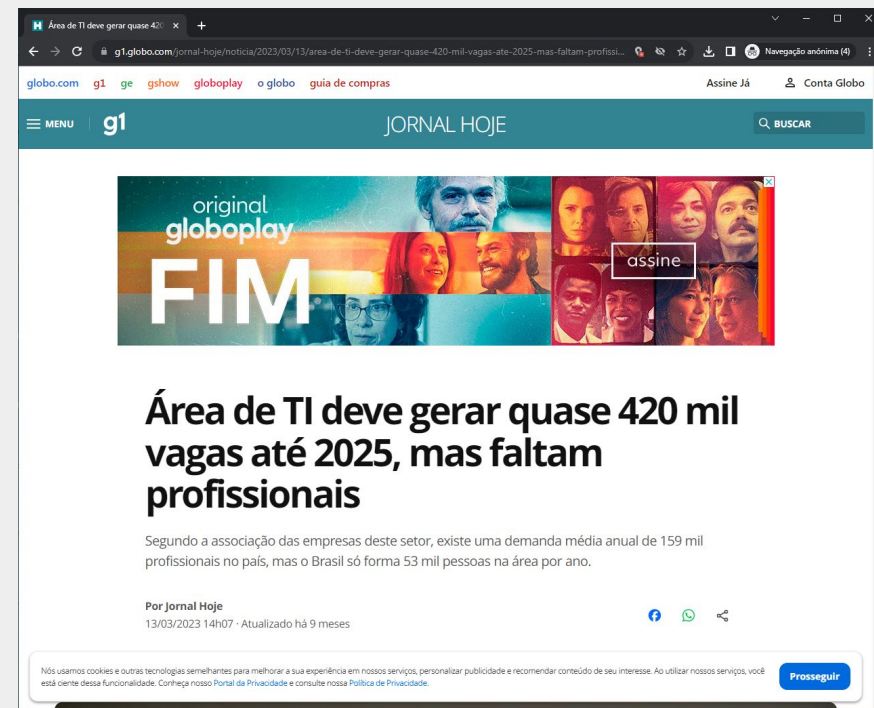 Área de TI deve gerar quase 420
g1.globo.com/jornal-hoje/noticia/2023/03/13/area-de-ti-deve-gerar-quase-420-mil-vagas-ate-2025-mas-faltam-profissi...
Navegação anônima (4)
globo.com g1 ge gshow globoplay o globo guia de compras
Assine Já Conta Globo
MENU g1 JORNAL HOJE BUSCAR
original
globoplay
FIM
assine
Área de TI deve gerar quase 420 mil
vagas até 2025, mas faltam
profissionais
Segundo a associação das empresas deste setor, existe uma demanda média anual de 159 mil
profissionais no país, mas o Brasil só forma 53 mil pessoas na área por ano.
Por Jornal Hoje
13/03/2023 14h07 · Atualizado há 9 meses
Nós usamos cookies e outras tecnologias semelhantes para melhorar a sua experiência em nossos serviços, personalizar publicidade e recomendar conteúdo de seu interesse. Ao utilizar nossos serviços, você
está ciente dessa funcionalidade. Conheça nosso Portal da Privacidade e consulte nossa Política de Privacidade.
Prosseguir